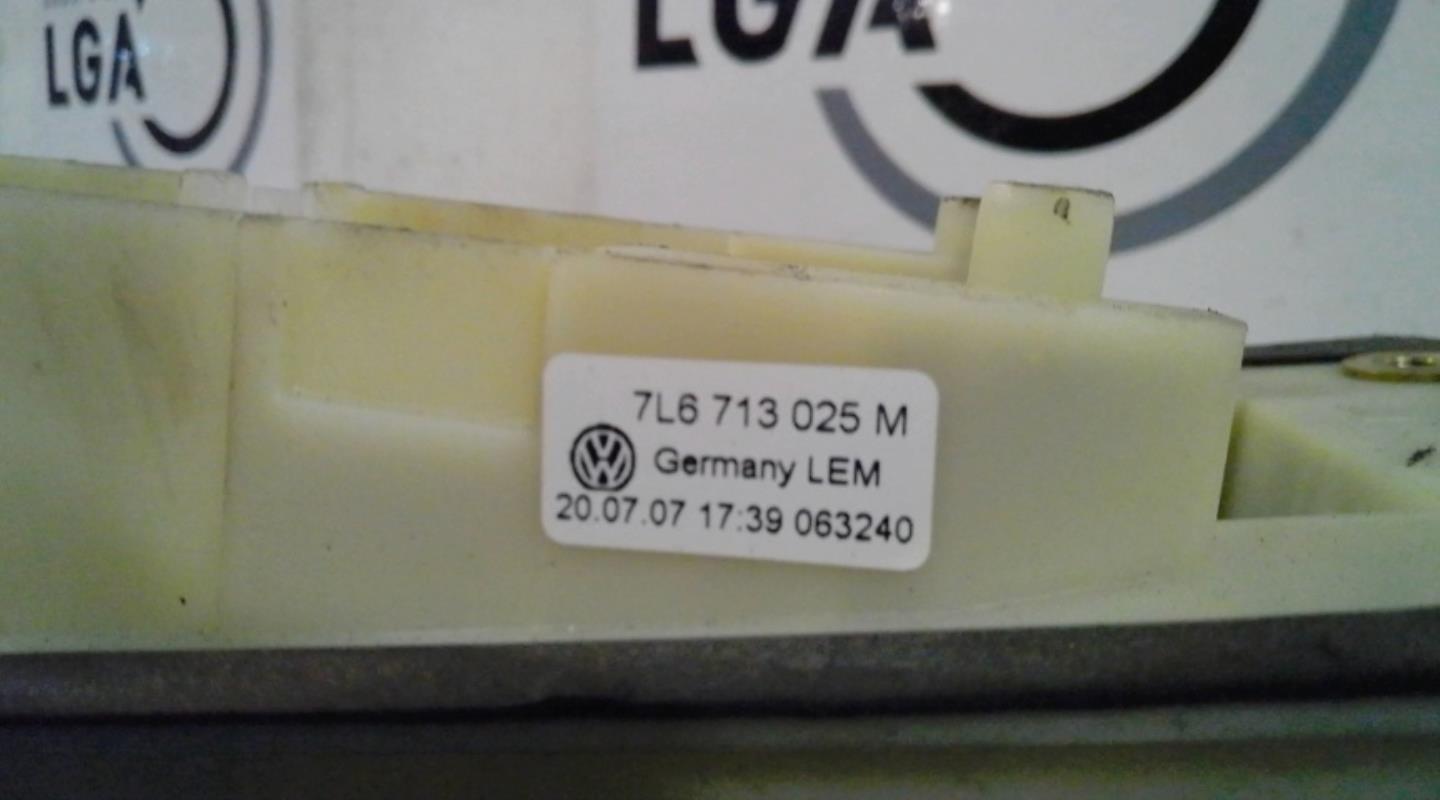 LGA
LGA
7L6 713 025 M
Germany LEM
20.07.07 17:39 063240